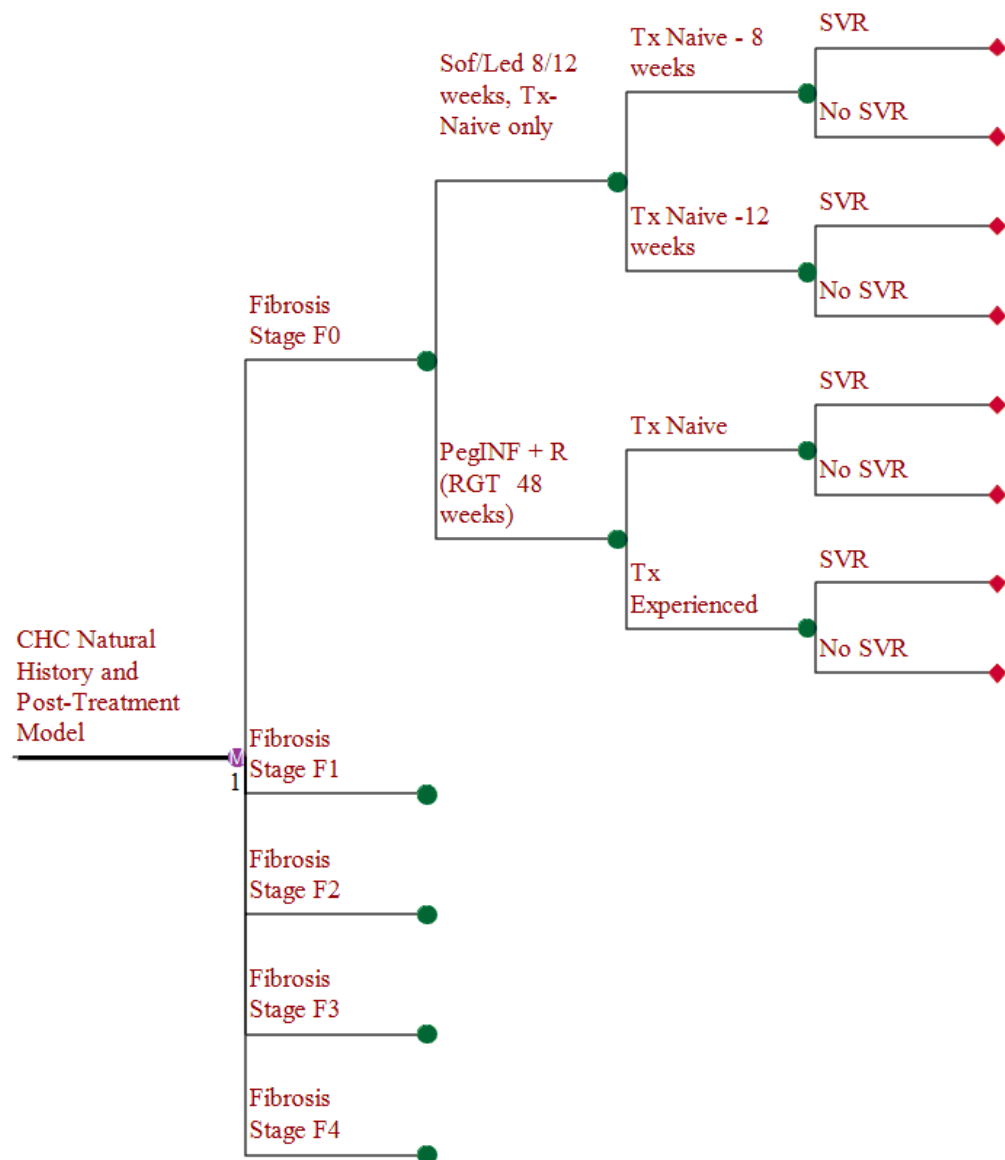 CHC Natural
History and
Post-Treatment
Model
M
1
Fibrosis
Stage F0
Sof/Led 8/12
weeks, Tx-
Naive only
Tx Naive - 8
weeks
SVR
No SVR
Tx Naive -12
weeks
SVR
No SVR
PegINF + R
(RGT 48
weeks)
Tx Naive
SVR
No SVR
Tx
Experienced
SVR
No SVR
Fibrosis
Stage F1
Fibrosis
Stage F2
Fibrosis
Stage F3
Fibrosis
Stage F4